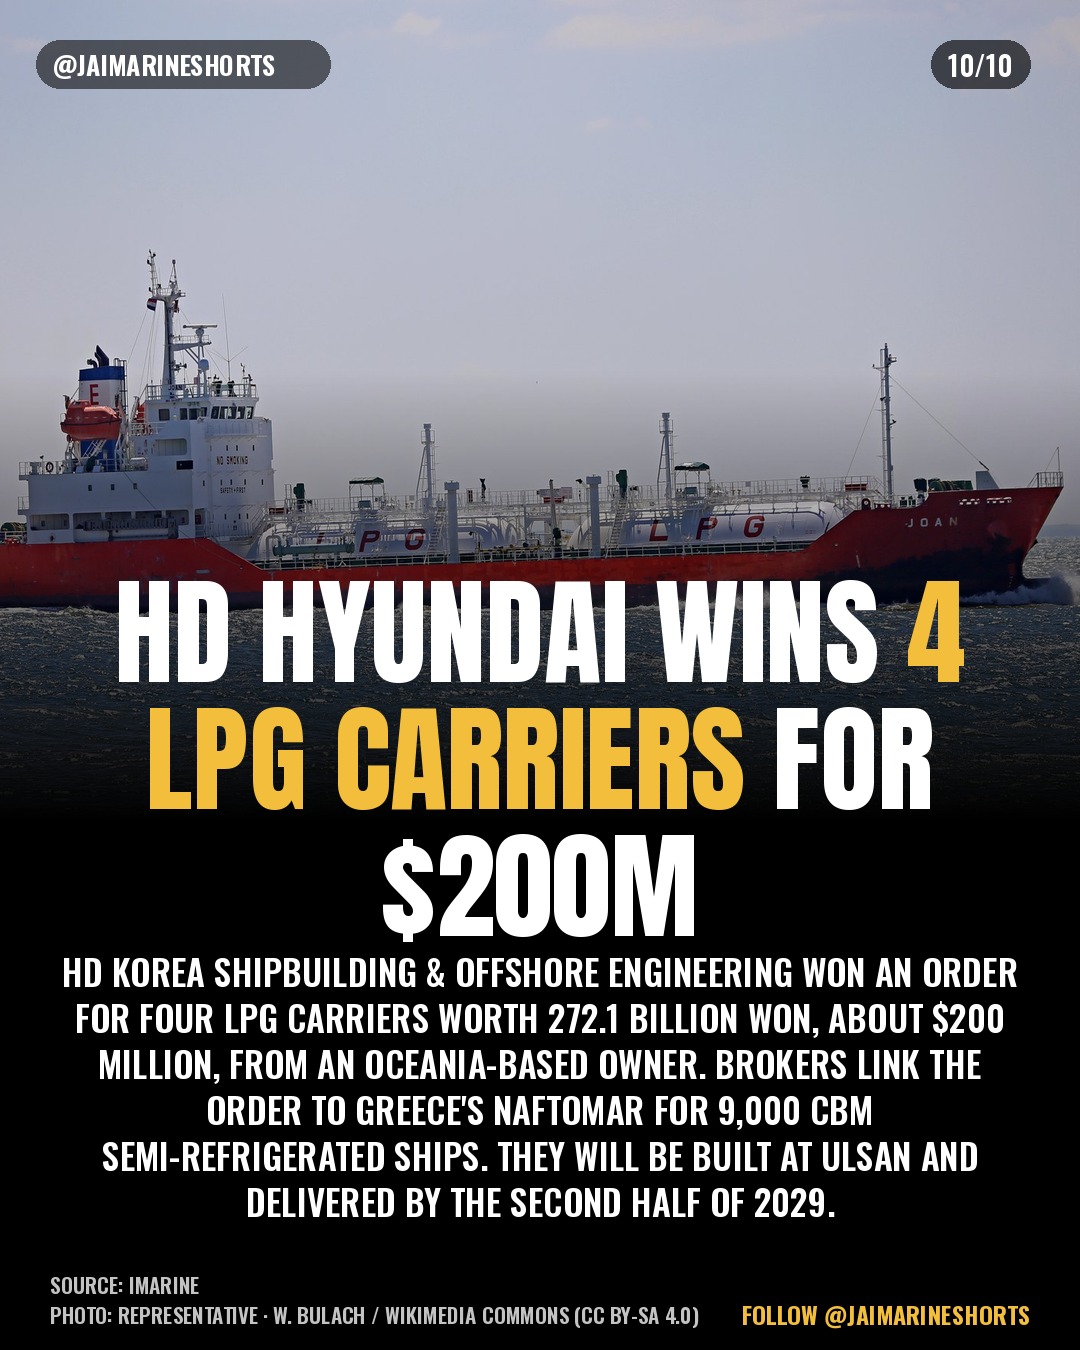 @JAIMARINESHORTS
10/10
E
NO SMOKING
SAFETY FIRST
LPG
LPG
JOAN
HD HYUNDAI WINS 4
LPG CARRIERS FOR
$200M
HD KOREA SHIPBUILDING & OFFSHORE ENGINEERING WON AN ORDER
FOR FOUR LPG CARRIERS WORTH 272.1 BILLION WON, ABOUT $200
MILLION, FROM AN OCEANIA-BASED OWNER. BROKERS LINK THE
ORDER TO GREECE'S NAFTOMAR FOR 9,000 CBM
SEMI-REFRIGERATED SHIPS. THEY WILL BE BUILT AT ULSAN AND
DELIVERED BY THE SECOND HALF OF 2029.
SOURCE: IMARINE
PHOTO: REPRESENTATIVE · W. BULACH / WIKIMEDIA COMMONS (CC BY-SA 4.0)
FOLLOW @JAIMARINESHORTS